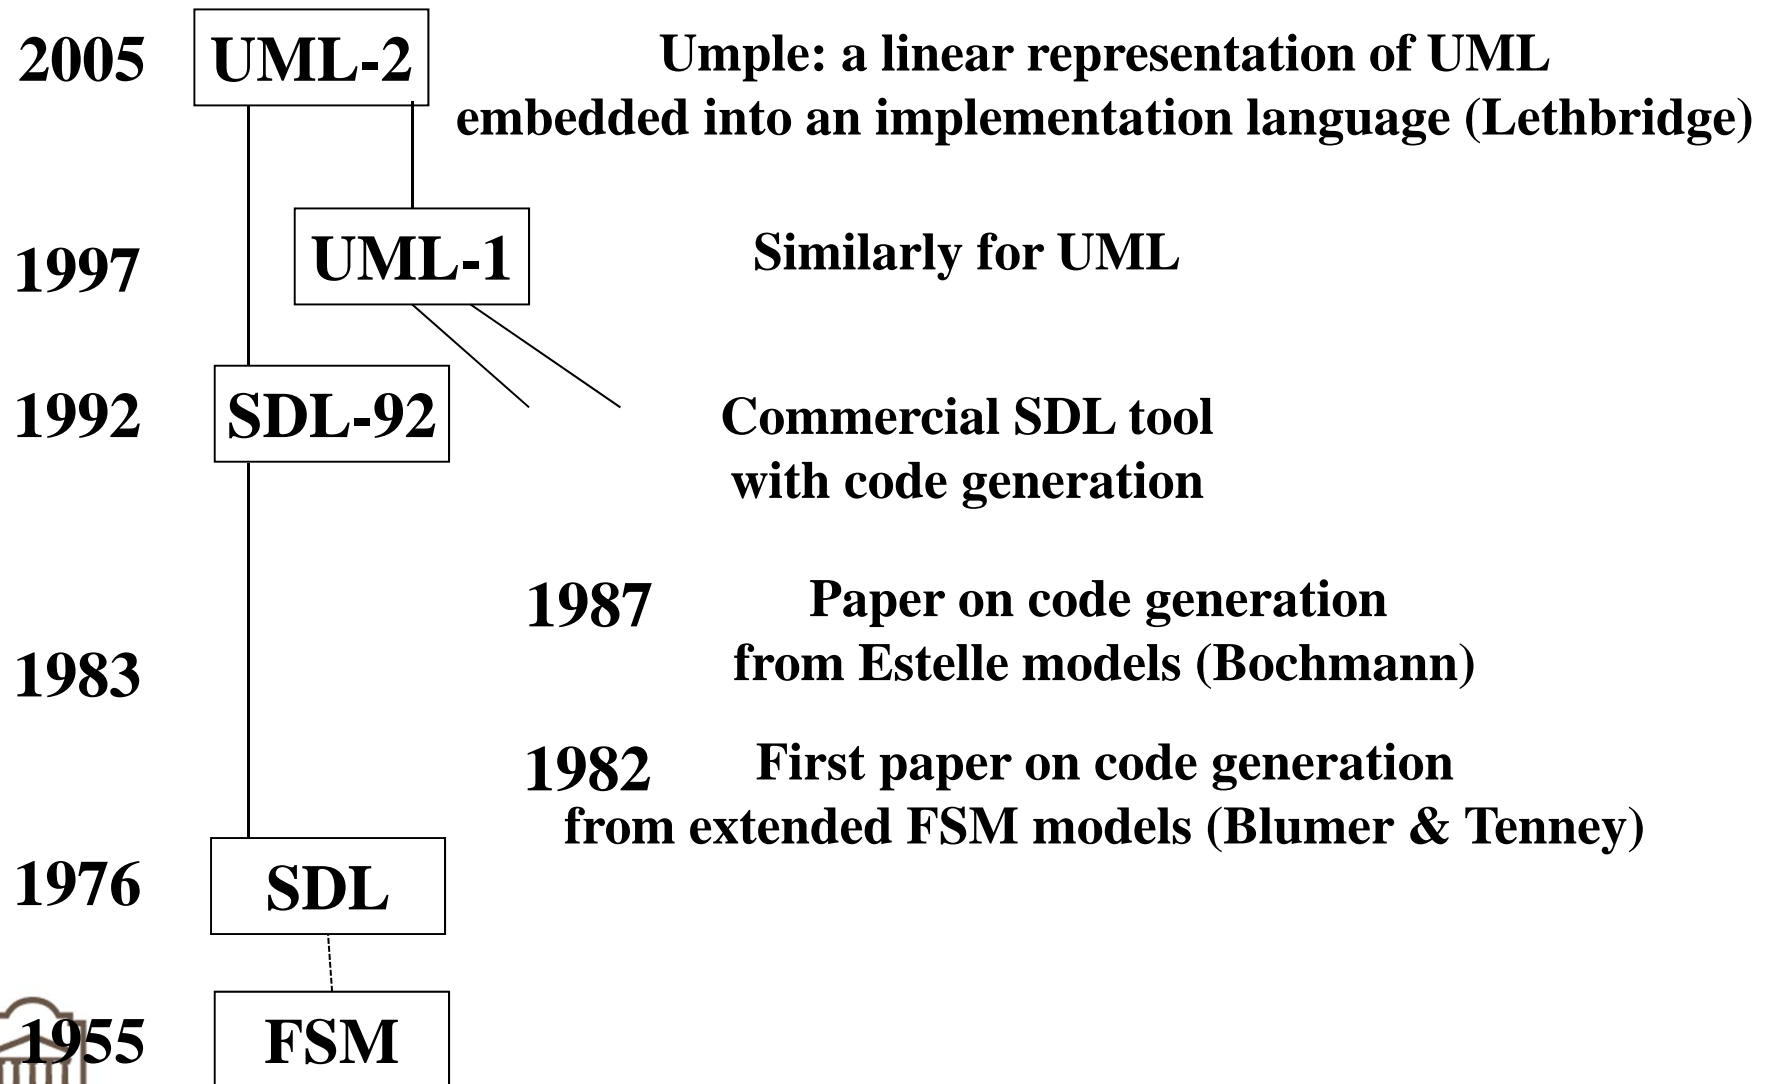 2005
UML-2
Umple: a linear representation of UML
embedded into an implementation language (Lethbridge)
1997
UML-1
Similarly for UML
1992
SDL-92
Commercial SDL tool
with code generation
1987
Paper on code generation
from Estelle models (Bochmann)
1983
1982
First paper on code generation
from extended FSM models (Blumer & Tenney)
1976
SDL
1955
FSM